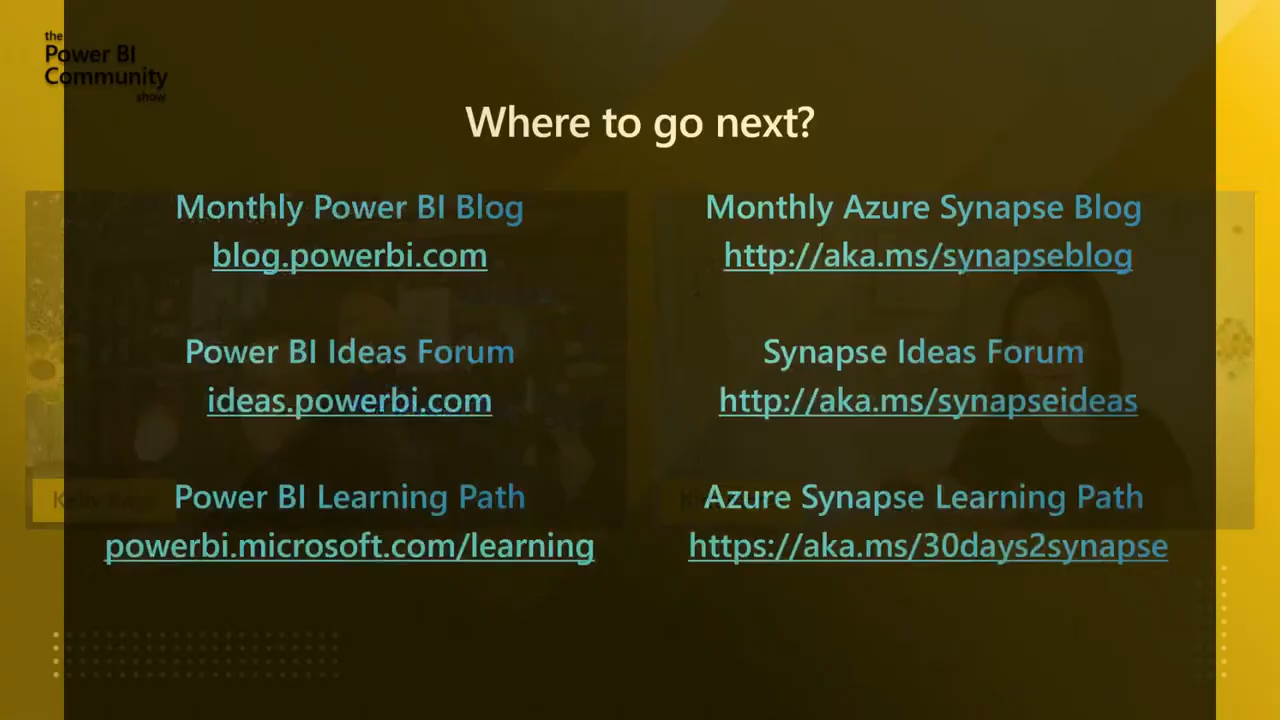 the
Power BI
Community
show
Where to go next?
Monthly Power BI Blog
blog.powerbi.com
Power BI Ideas Forum
ideas.powerbi.com
Power BI Learning Path
powerbi.microsoft.com/learning
Monthly Azure Synapse Blog
http://aka.ms/synapseblog
Synapse Ideas Forum
http://aka.ms/synapseideas
Azure Synapse Learning Path
https://aka.ms/30days2synapse